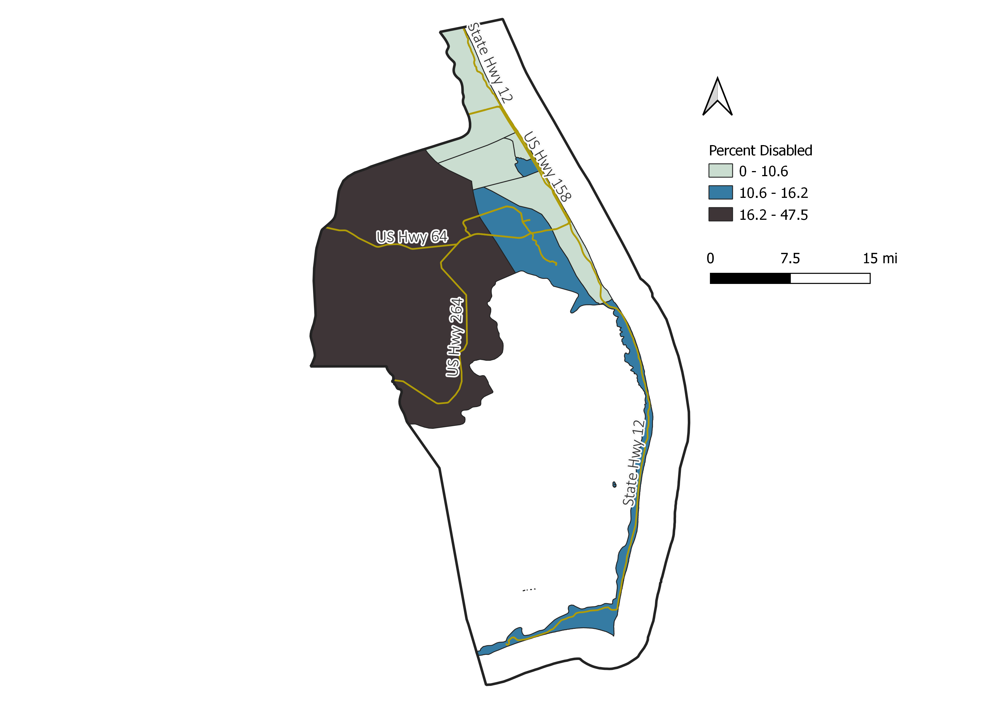 State Hwy 12
US Hwy 158
Percent Disabled
0 - 10.6
10.6 - 16.2
16.2 - 47.5
US Hwy 64
0 7.5 15 mi
US Hwy 264
State Hwy 12